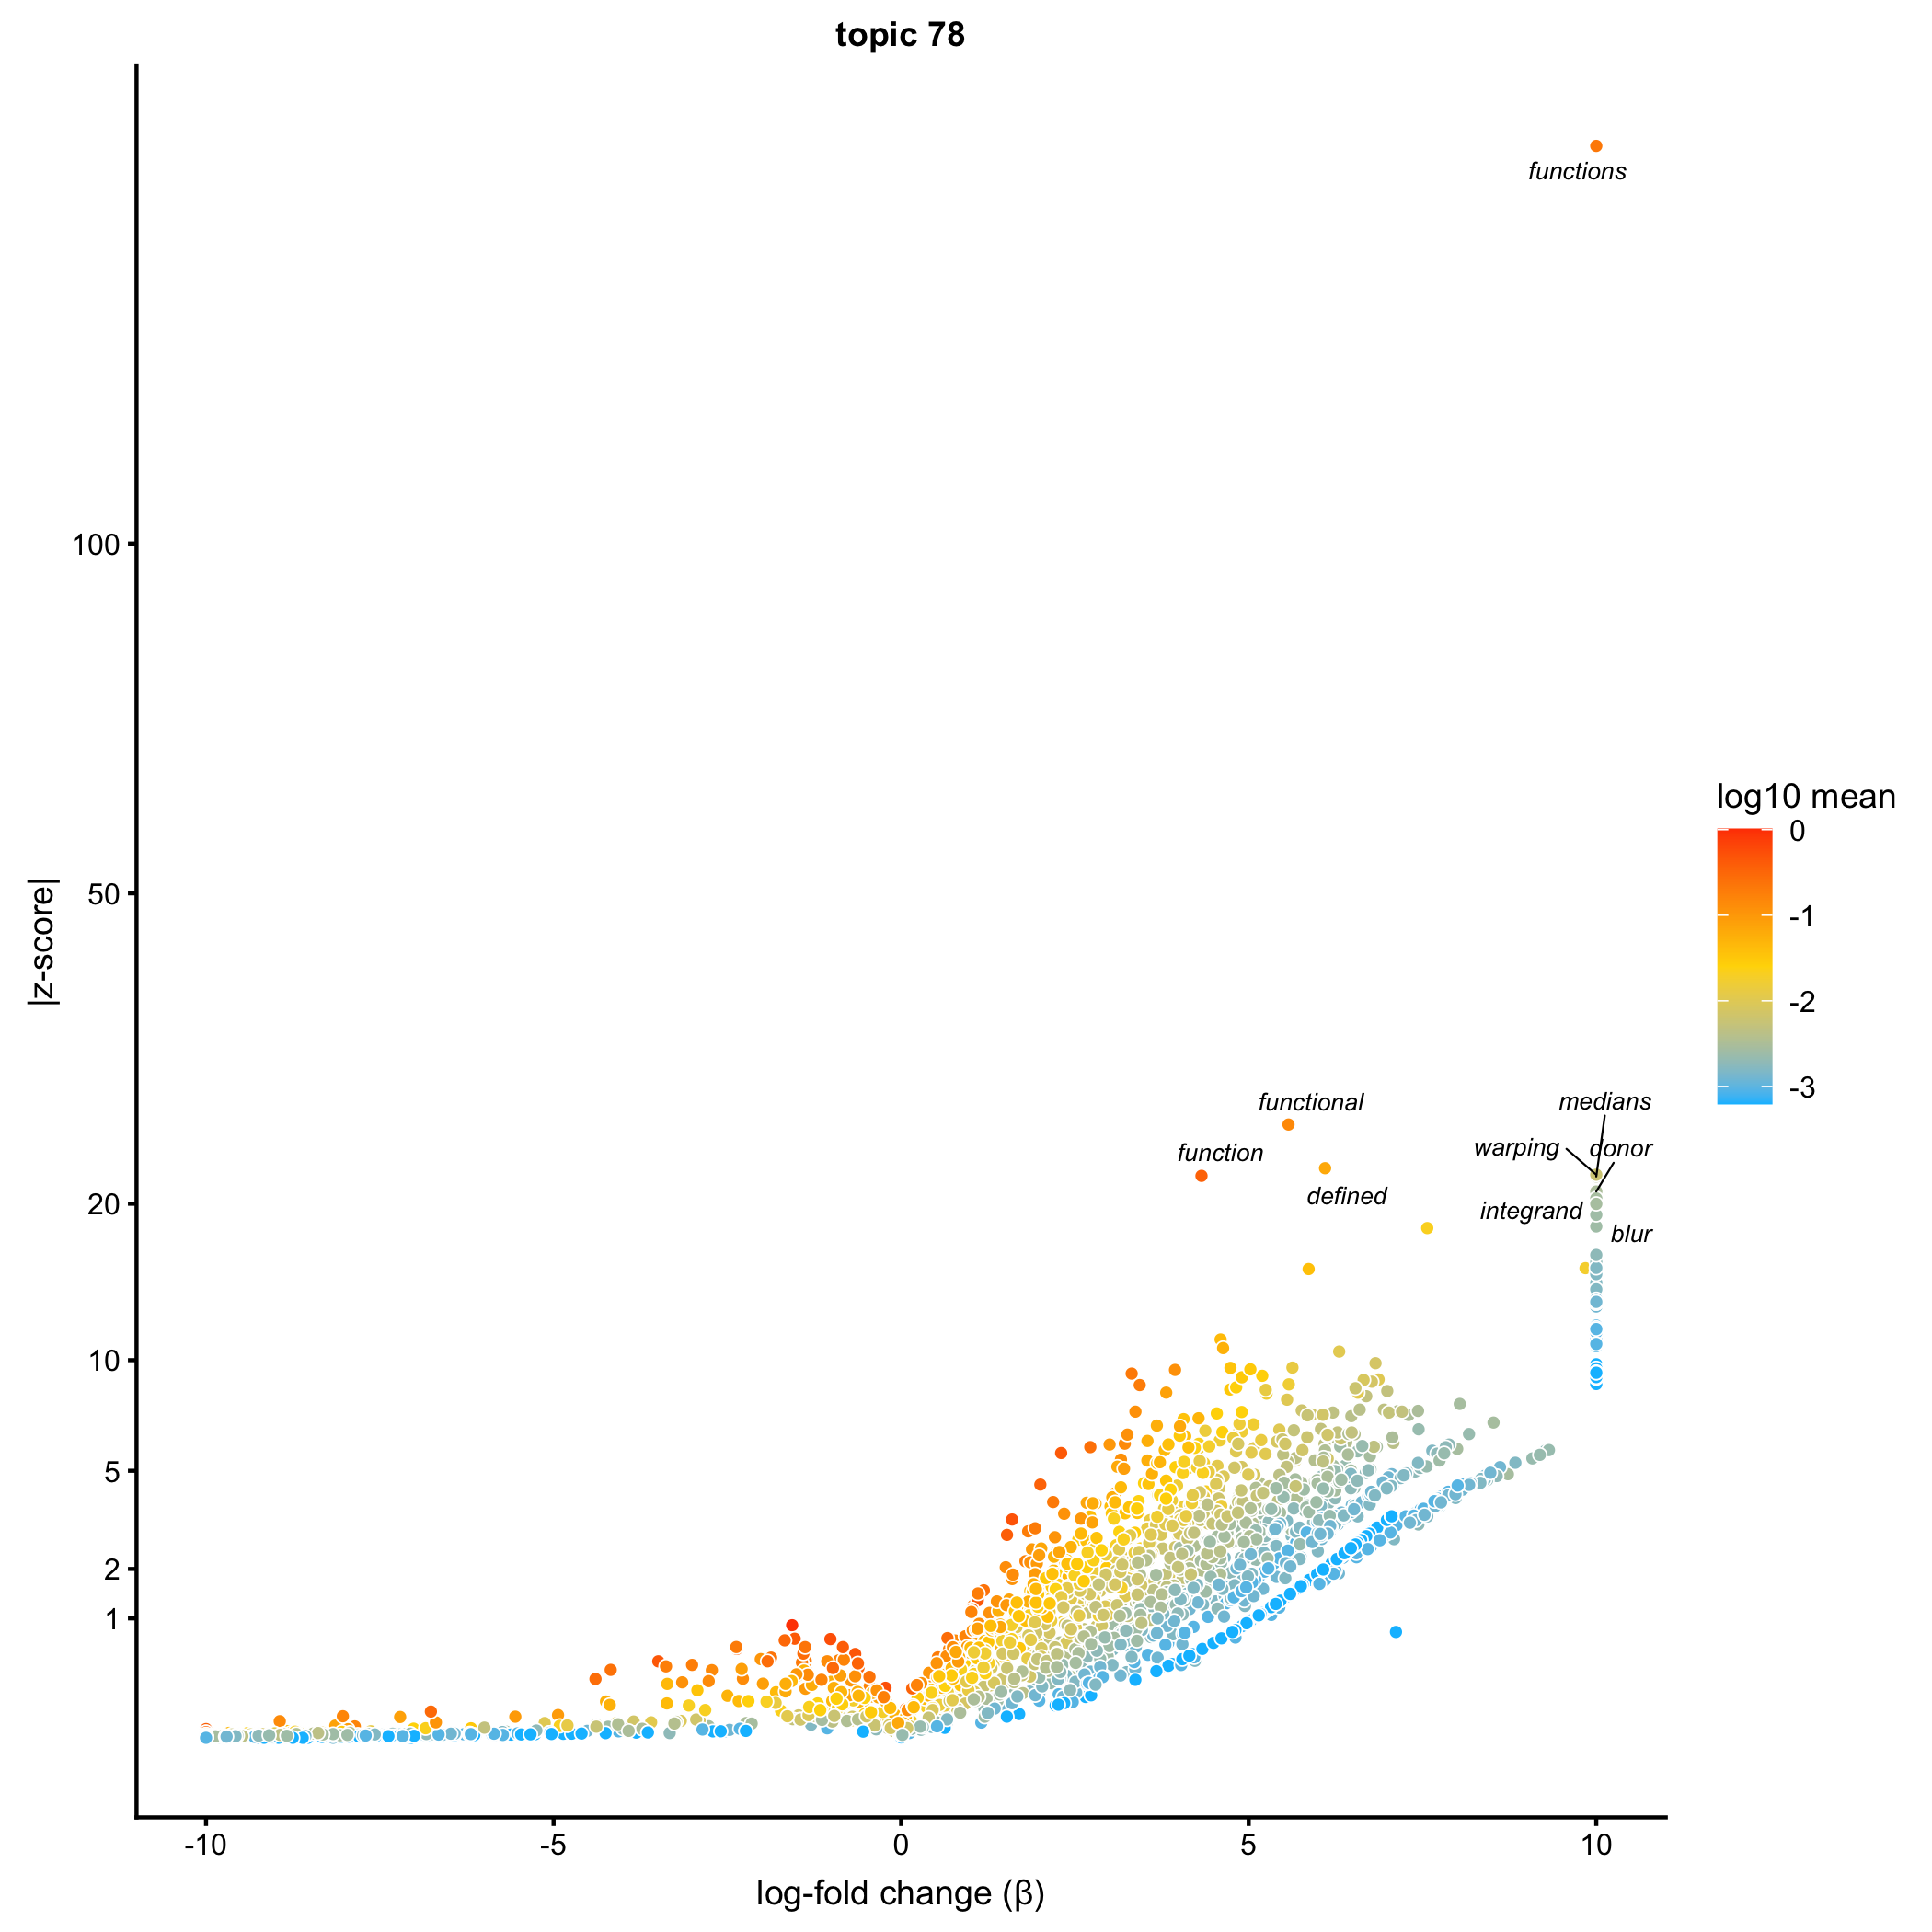 topic 78
functions
100
50
20
10
5
2
1
|z-score|
functional
function
defined
medians
warping
donor
integrand
blur
log10 mean
0
-1
-2
-3
-10
-5
0
5
10
log-fold change (β)